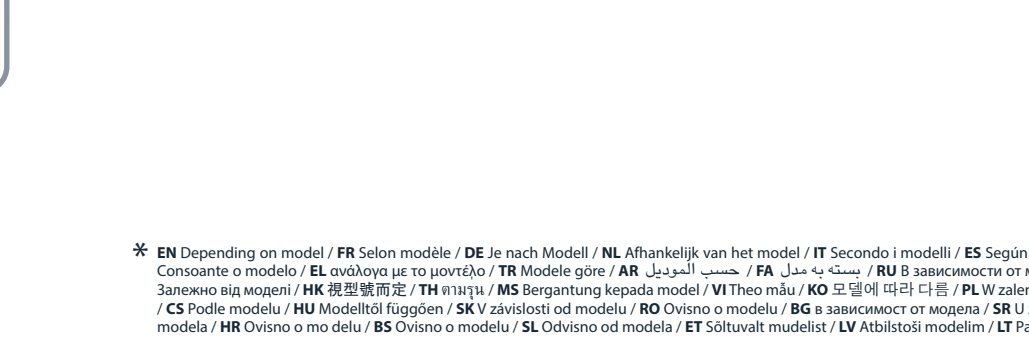 * EN Depending on model / FR Selon modèle / DE Je nach Modell / NL Afhankelijk van het model / IT Secondo i modelli / ES Según
Consoante o modelo / EL ανάλογα με το μοντέλο / TR Modele göre / AR حسب الموديل / FA بسته به مدل / RU В зависимости от
Залежно від моделі / HK 視型號而定 / TH ตามรุ่น / MS Bergantung kepada model / VI Theo mẫu / KO 모델에 따라 다름 / PL W
/ CS Podle modelu / HU Modelltől függően / SK V závislosti od modelu / RO Ovisno o modelu / BG в зависимост от модела / SR U
modela / HR Ovisno o mo delu / BS Ovisno o modelu / SL Odvisno od modela / ET Sõltuvalt mudelist / LV Atbilstoši modelim / LT